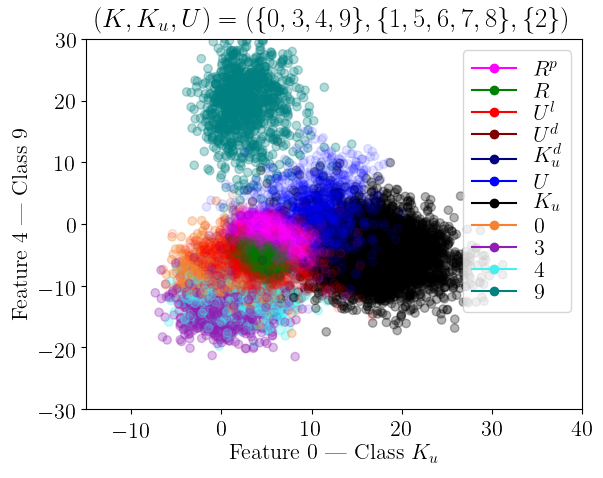 (K, K_u, U) = ({0, 3, 4, 9}, {1, 5, 6, 7, 8}, {2})
30
20
10
0
−10
−20
−30
Feature 4 — Class 9
R^p
R
U^l
U^d
K_u^d
U
K_u
0
3
4
9
−10
0
10
20
30
40
Feature 0 — Class K_u